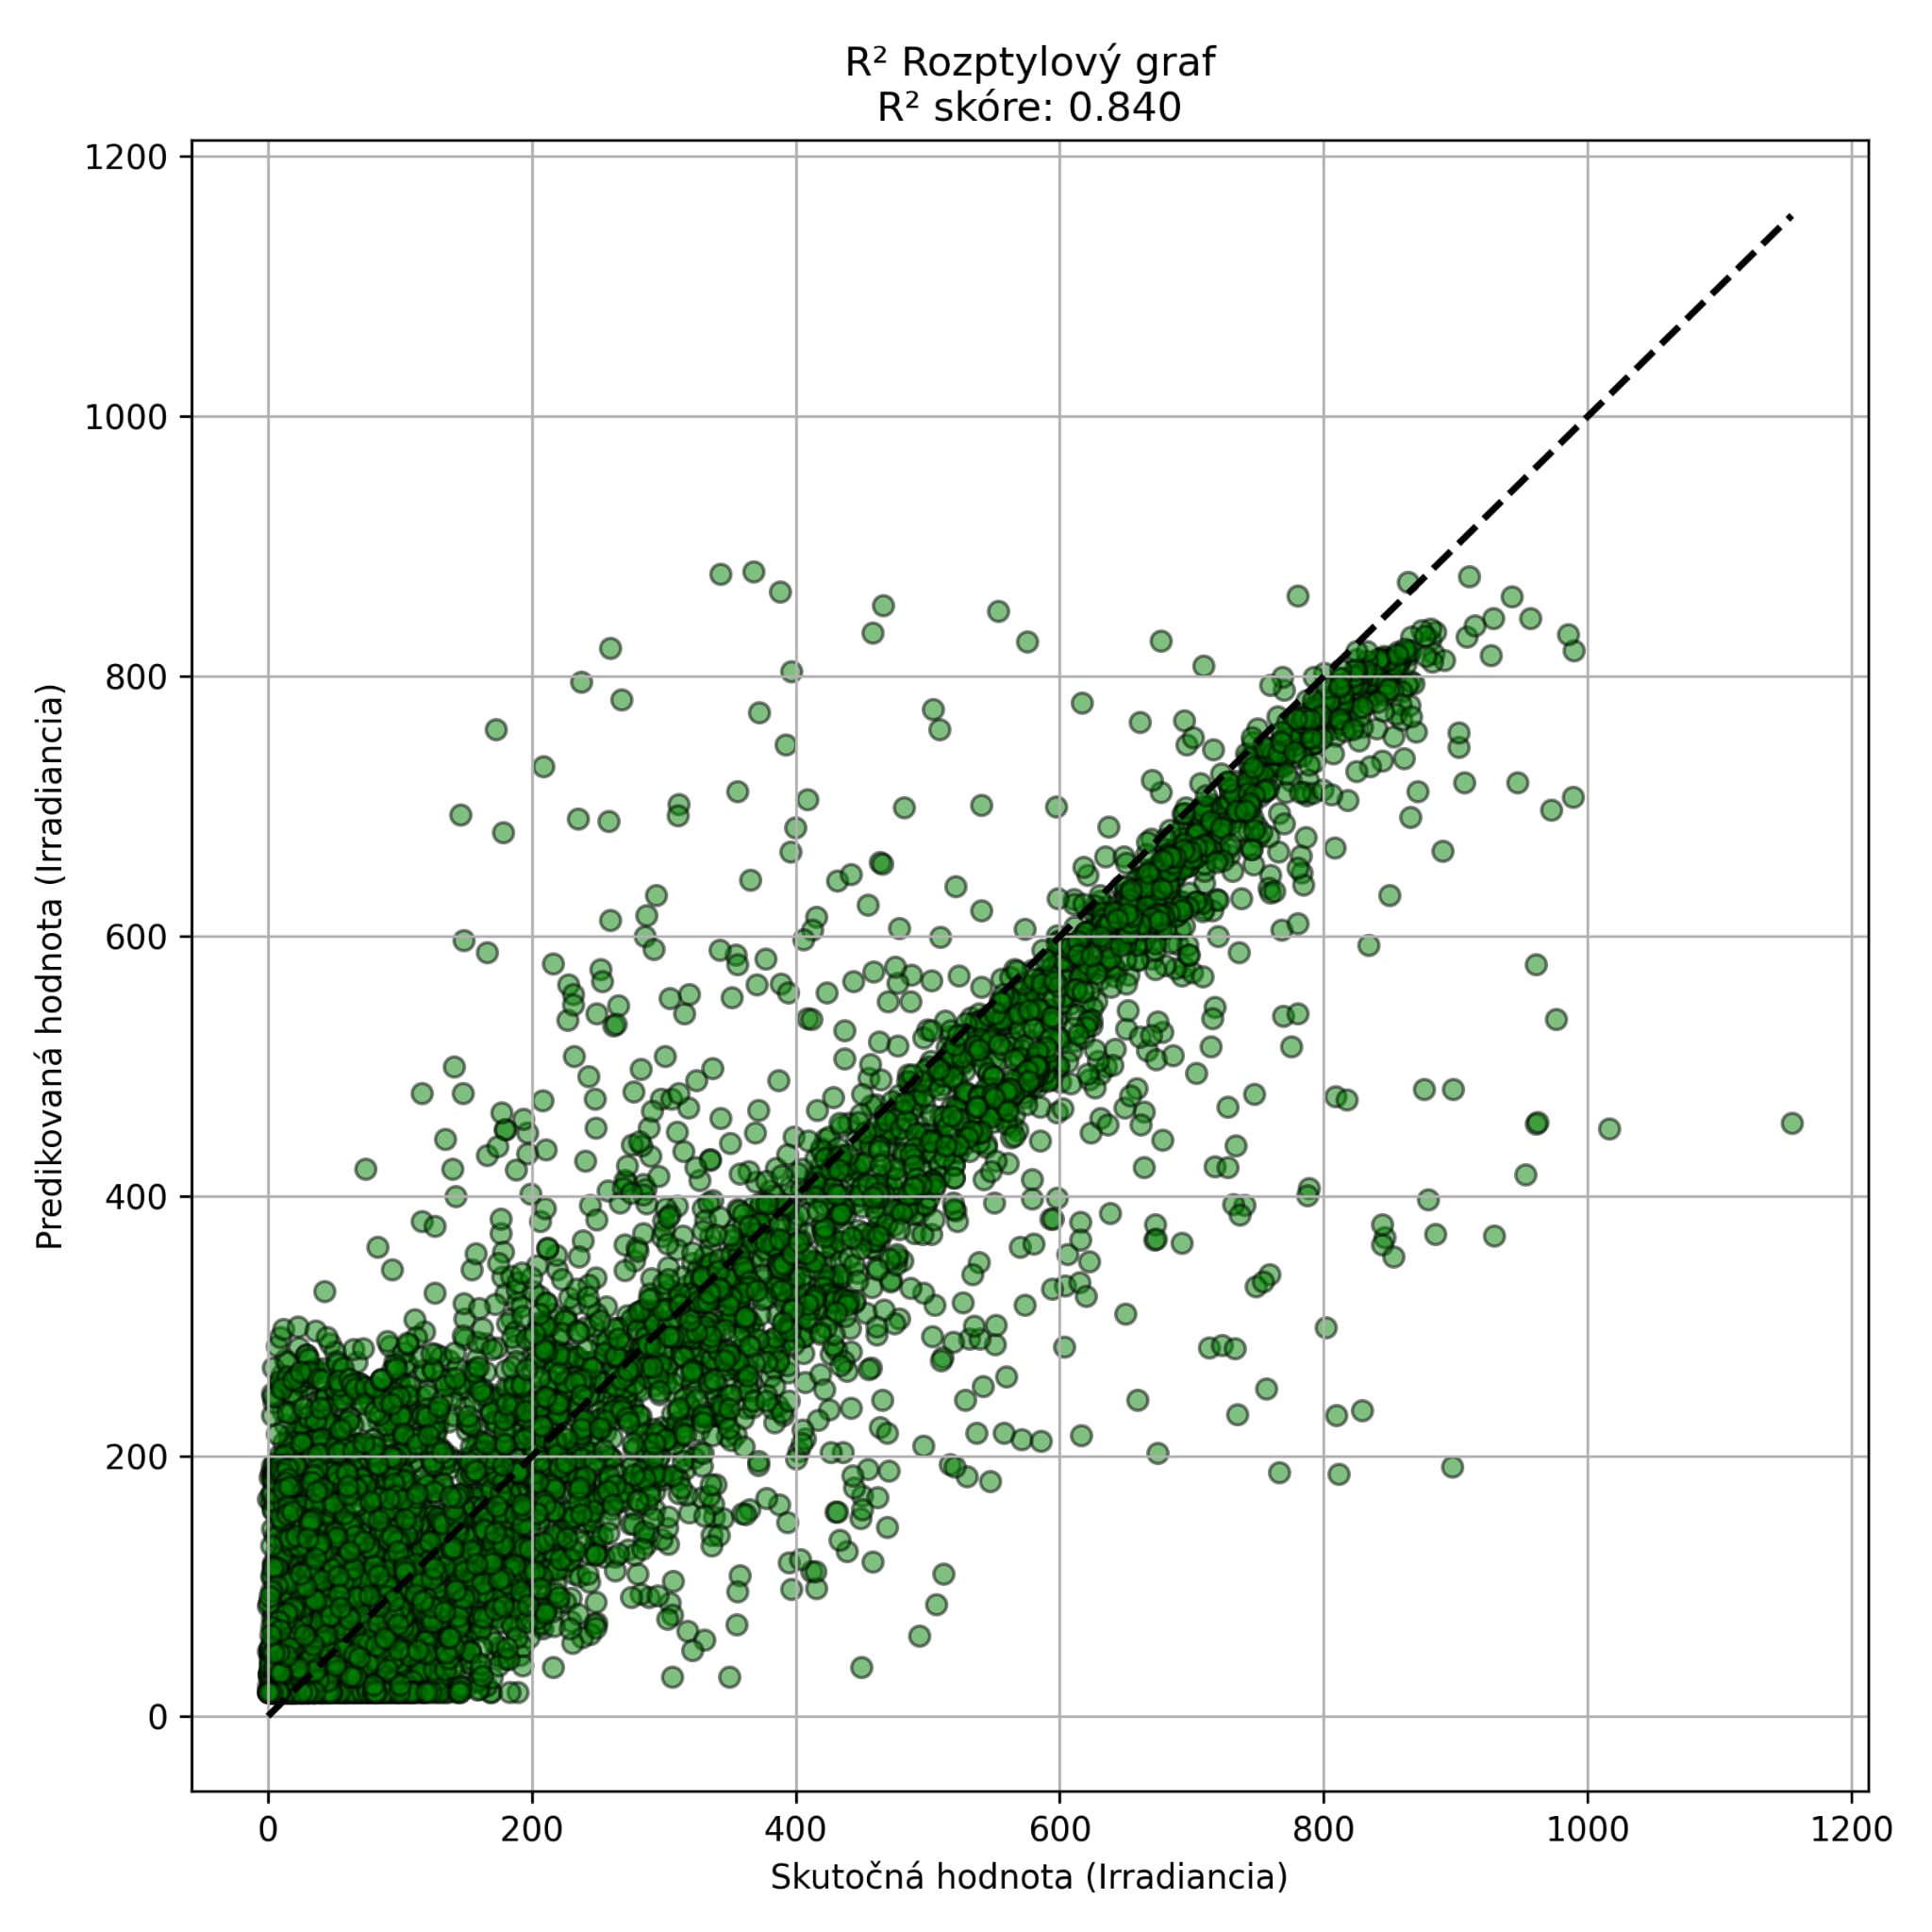 R² Rozptylový graf
R² skóre: 0.840
Predikovaná hodnota (Irradiancia)
1200
1000
800
600
400
200
0
0 200 400 600 800 1000 1200
Skutočná hodnota (Irradiancia)